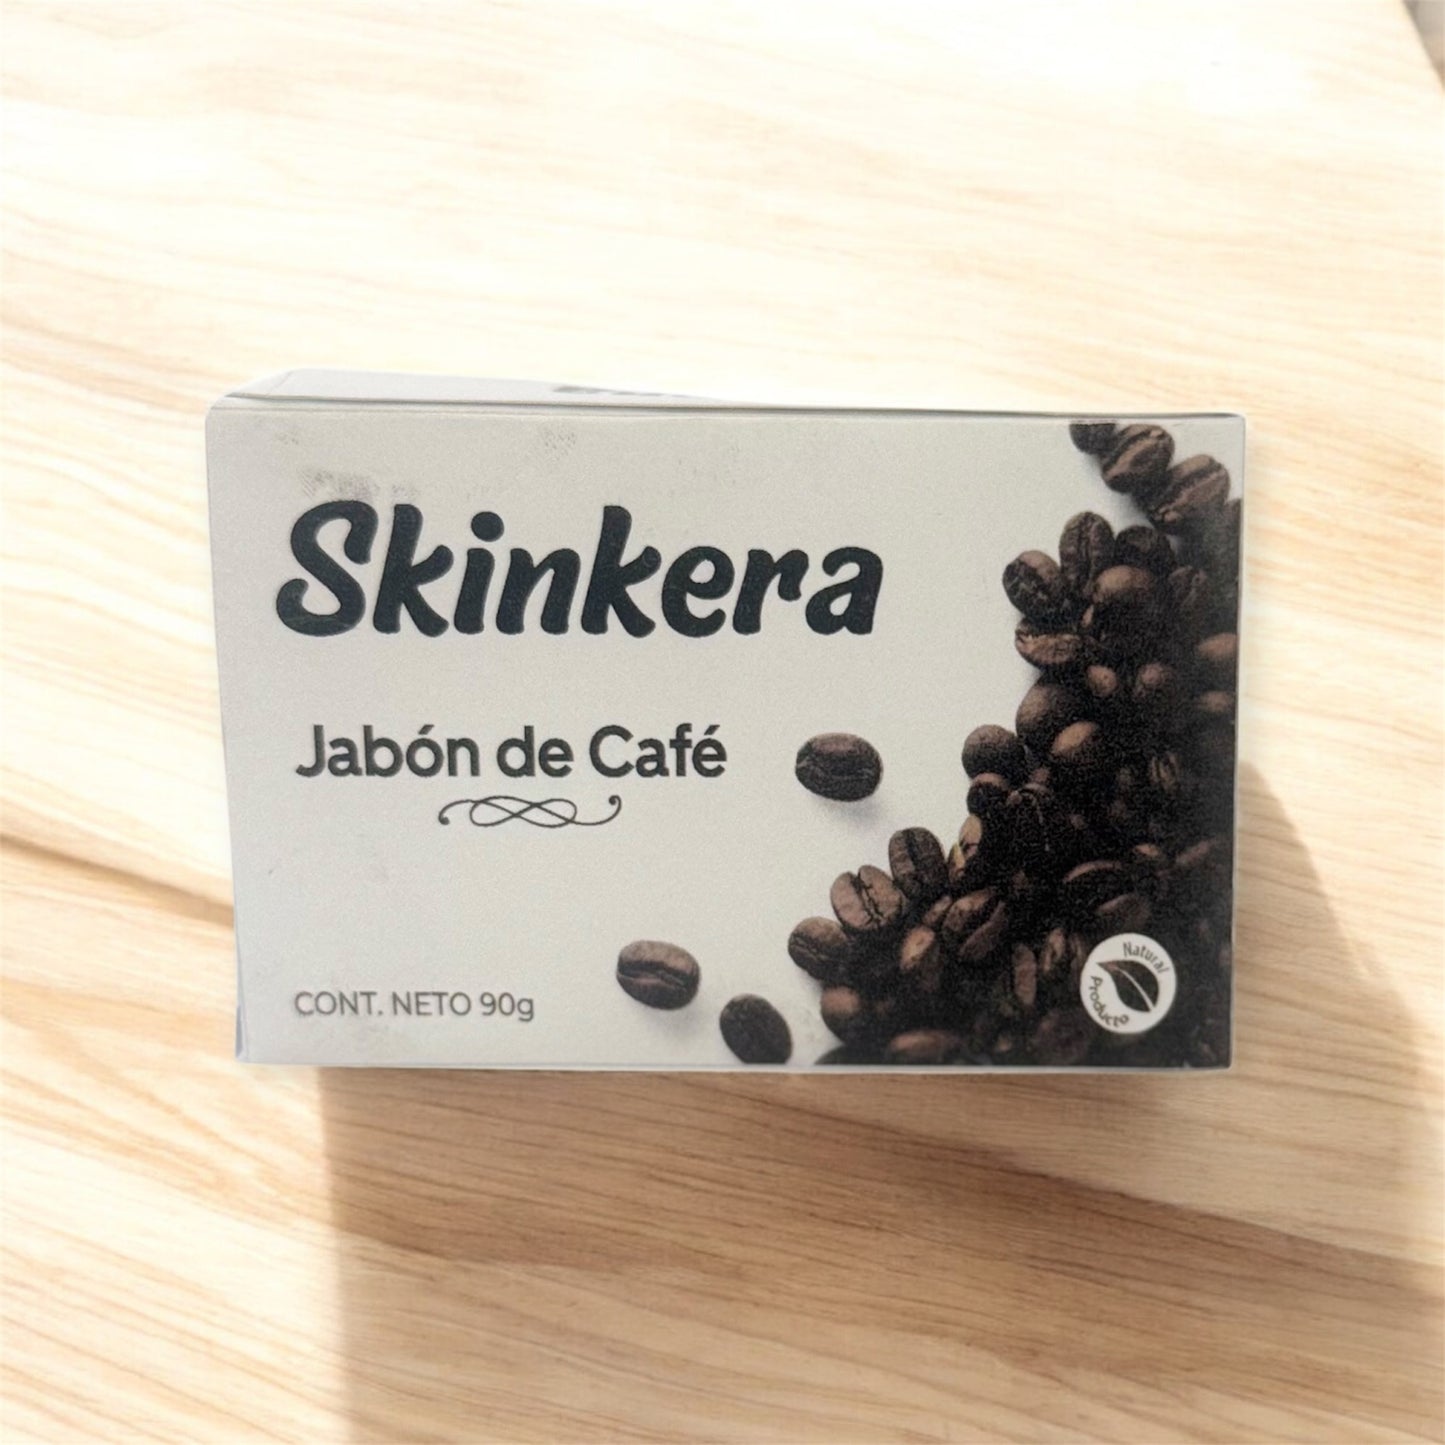 Skinkera
Jabón de Café
CONT. NETO 90g
Natural
Producto